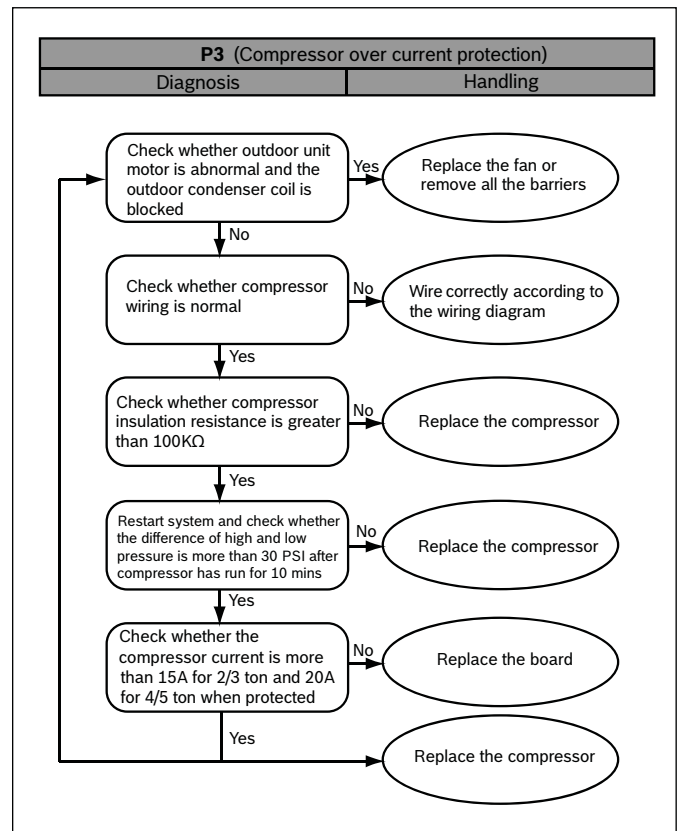 P3 (Compressor over current protection)
Diagnosis
Handling
Check whether outdoor unit
motor is abnormal and the
outdoor condenser coil is
blocked
Yes
Replace the fan or
remove all the barriers
No
Check whether compressor
wiring is normal
No
Wire correctly according to
the wiring diagram
Yes
Check whether compressor
insulation resistance is greater
than 100KΩ
No
Replace the compressor
Yes
Restart system and check whether
the difference of high and low
pressure is more than 30 PSI after
compressor has run for 10 mins
No
Replace the compressor
Yes
Check whether the
compressor current is more
than 15A for 2/3 ton and 20A
for 4/5 ton when protected
No
Replace the board
Yes
Replace the compressor